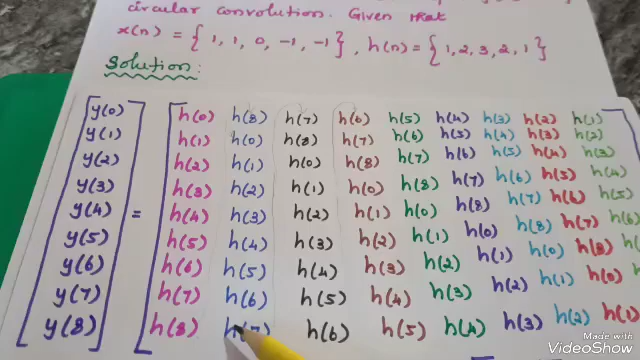 circular convolution. Given that
x(n) = { 1, 1, 0, -1, -1 } , h(n) = { 1, 2, 3, 2, 1 }
Solution:
y(0) h(0) h(8) h(7) h(6) h(5) h(4) h(3) h(2) h(1)
y(1) h(1) h(0) h(8) h(7) h(6) h(5) h(4) h(3) h(2)
y(2) h(2) h(1) h(0) h(8) h(7) h(6) h(5) h(4) h(3)
y(3) h(3) h(2) h(1) h(0) h(8) h(7) h(6) h(5) h(4)
y(4) = h(4) h(3) h(2) h(1) h(0) h(8) h(7) h(6) h(5)
y(5) h(5) h(4) h(3) h(2) h(1) h(0) h(8) h(7) h(6)
y(6) h(6) h(5) h(4) h(3) h(2) h(1) h(0) h(8)
y(7) h(7) h(6) h(5) h(4) h(3) h(2) h(1) h(0)
y(8) h(8) h(7) h(6) h(5) h(4) h(3) h(2) h(1)
Made with
VideoShow